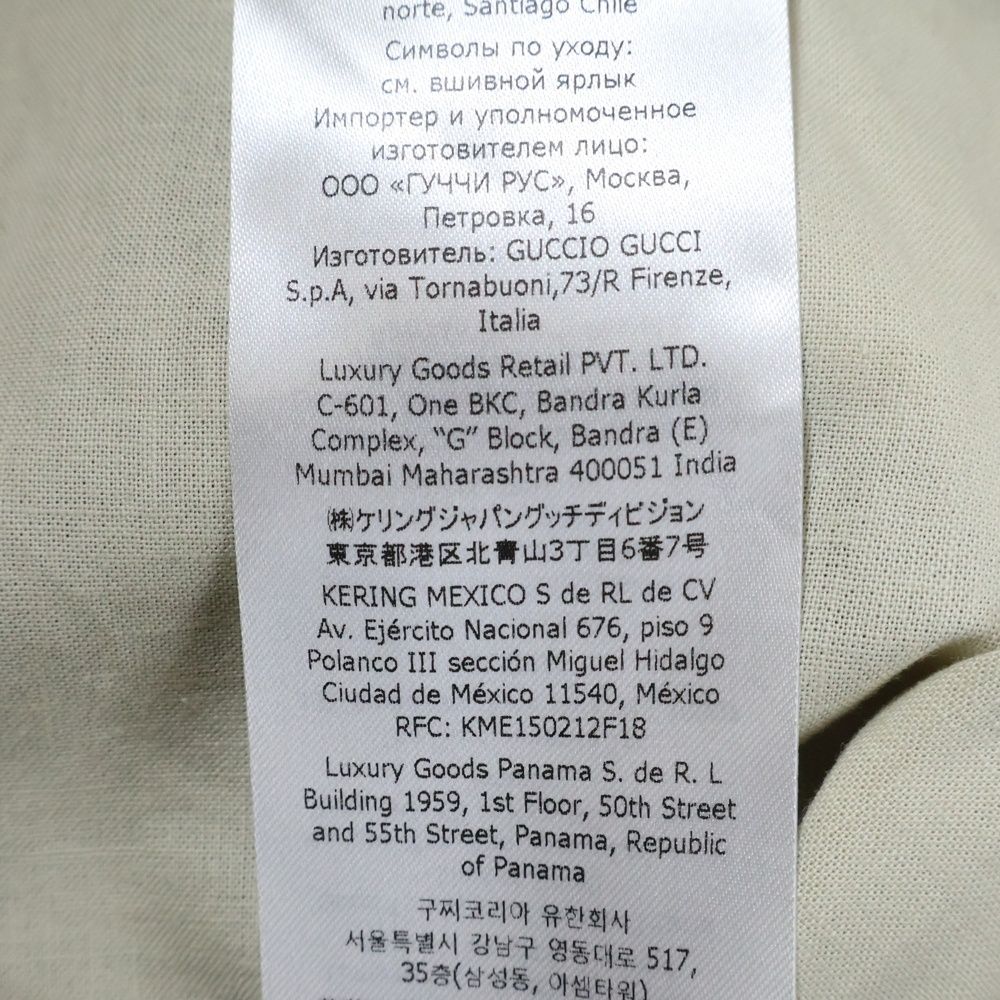 norte, Santiago Chile
Символы по уходу:
см. вшивной ярлык
Импортер и уполномоченное
изготовителем лицо:
ООО «ГУЧЧИ РУС», Москва,
Петровка, 16
Изготовитель: GUCCIO GUCCI
S.p.A, via Tornabuoni,73/R Firenze,
Italia
Luxury Goods Retail PVT. LTD.
C-601, One BKC, Bandra Kurla
Complex, “G” Block, Bandra (E)
Mumbai Maharashtra 400051 India
㈱ケリングジャパングッチディビジョン
東京都港区北青山3丁目6番7号
KERING MEXICO S de RL de CV
Av. Ejército Nacional 676, piso 9
Polanco III sección Miguel Hidalgo
Ciudad de México 11540, México
RFC: KME150212F18
Luxury Goods Panama S. de R. L
Building 1959, 1st Floor, 50th Street
and 55th Street, Panama, Republic
of Panama
구찌코리아 유한회사
서울특별시 강남구 영동대로 517,
35층(삼성동, 아셈타워)